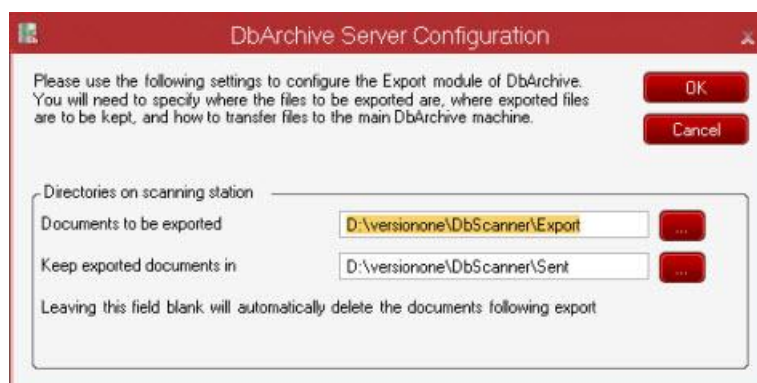 DbArchive Server Configuration
x
Please use the following settings to configure the Export module of DbArchive.
You will need to specify where the files to be exported are, where exported files
are to be kept, and how to transfer files to the main DbArchive machine.
OK
Cancel
Directories on scanning station
Documents to be exported
D:\versionone\DbScanner\Export
...
Keep exported documents in
D:\versionone\DbScanner\Sent
...
Leaving this field blank will automatically delete the documents following export